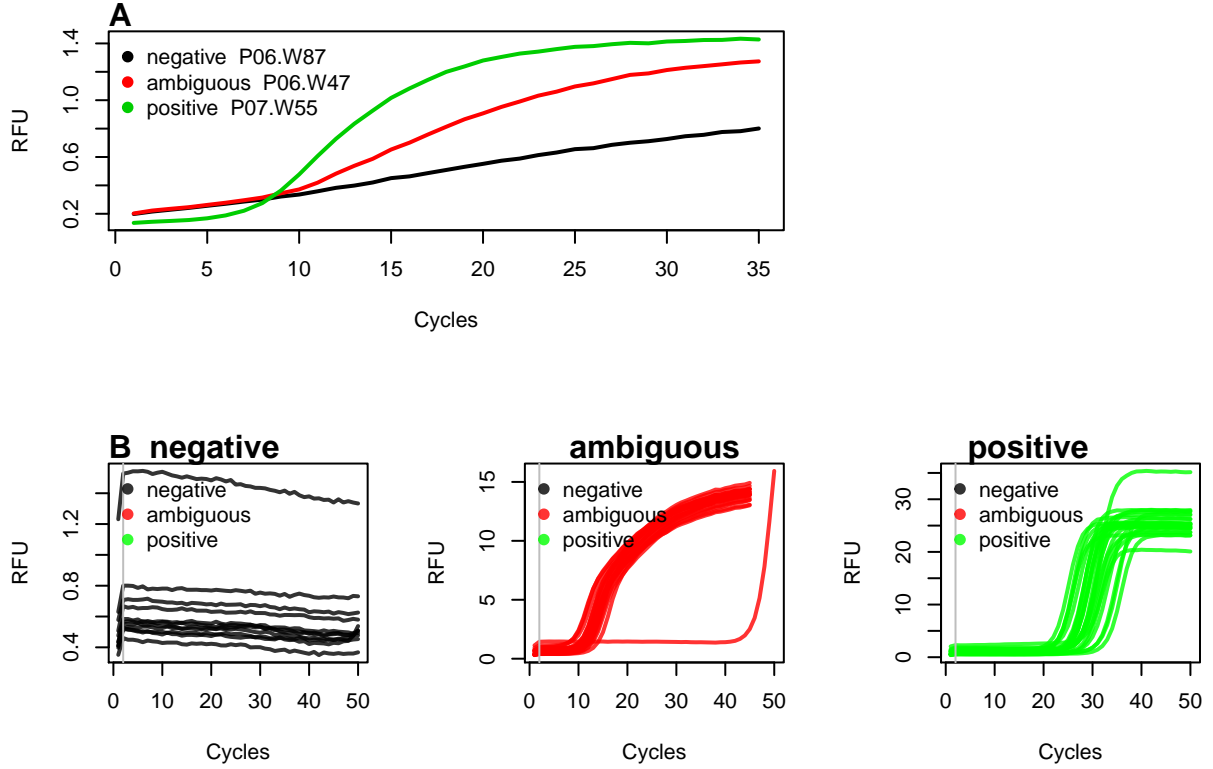 A
RFU
1.4
1.0
0.6
0.2
negative P06.W87
ambiguous P06.W47
positive P07.W55
0 5 10 15 20 25 30 35
Cycles
B negative
RFU
1.2
0.8
0.4
negative
ambiguous
positive
0 10 20 30 40 50
Cycles
ambiguous
RFU
15
10
5
0
negative
ambiguous
positive
0 10 20 30 40 50
Cycles
positive
RFU
30
20
10
0
negative
ambiguous
positive
0 10 20 30 40 50
Cycles